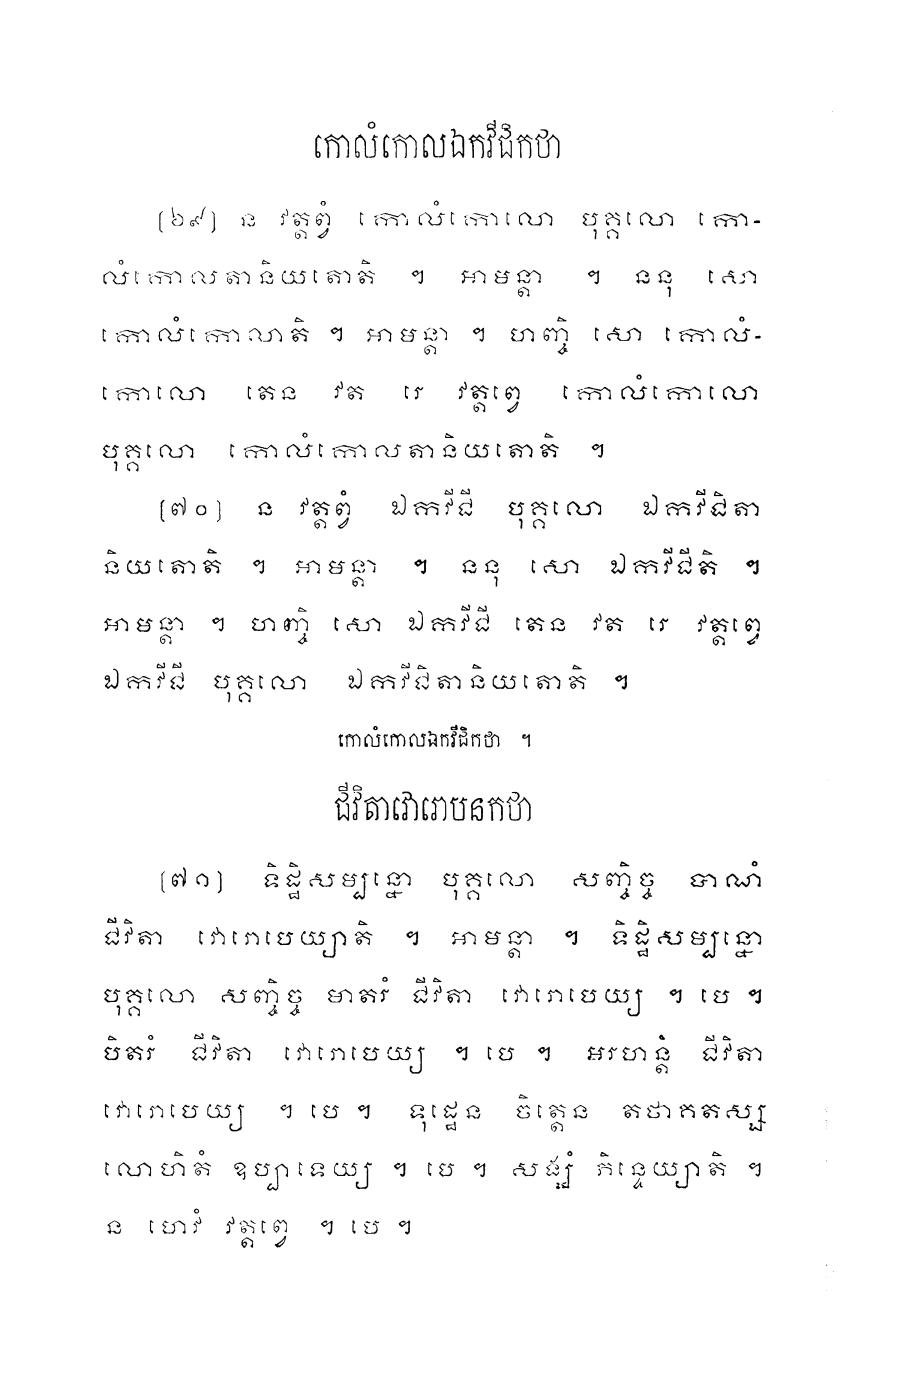 កោលំកោលឯកវីជិកថា
(៦៩) ន វត្តព្វំ កោលំកោលោ បុគ្គលោ កោ-
លំកោលតានិយតោតិ ។ អាមន្តា ។ ននុ សោ
កោលំកោលាតិ ។ អាមន្តា ។ ហញ្ចិ សោ កោលំ-
កោលោ តេន វត រេ វត្តព្វេ កោលំកោលោ
បុគ្គលោ កោលំកោលតានិយតោតិ ។
(៧០) ន វត្តព្វំ ឯកវីជី បុគ្គលោ ឯកវីជិតា
និយតោតិ ។ អាមន្តា ។ ននុ សោ ឯកវីជីតិ ។
អាមន្តា ។ ហញ្ចិ សោ ឯកវីជី តេន វត រេ វត្តព្វេ
ឯកវីជី បុគ្គលោ ឯកវីជិតានិយតោតិ ។
កោលំកោលឯកវីជិកថា ។
ជីវិតាវោរោបនកថា
(៧១) ទិដ្ឋិសម្បន្នោ បុគ្គលោ សញ្ចិច្ច បាណំ
ជីវិតា វោរោបេយ្យាតិ ។ អាមន្តា ។ ទិដ្ឋិសម្បន្នោ
បុគ្គលោ សញ្ចិច្ច មាតរំ ជីវិតា វោរោបេយ្យ ។ បេ ។
បិតរំ ជីវិតា វោរោបេយ្យ ។ បេ ។ អរហន្តំ ជីវិតា
វោរោបេយ្យ ។ បេ ។ ទុដ្ឋេន ចិត្តេន តថាគតស្ស
លោហិតំ ឧប្បាទេយ្យ ។ បេ ។ សង្ឃំ ភិន្ទេយ្យាតិ ។
ន ហេវំ វត្តព្វេ ។ បេ ។